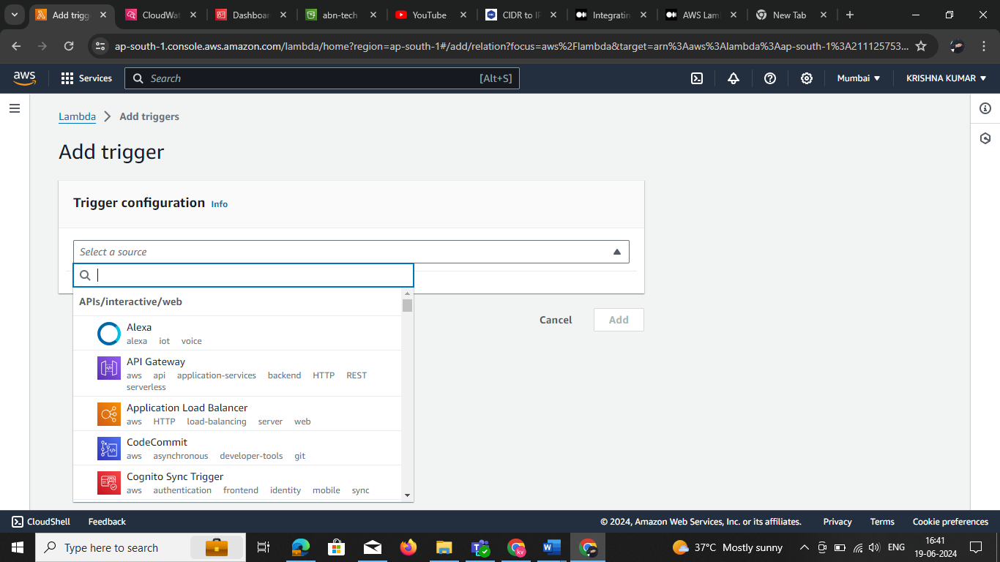 Add trigg
CloudWat
Dashboar
abn-tech
YouTube
CIDR to IP
Integratin
AWS Lam
New Tab
ap-south-1.console.aws.amazon.com/lambda/home?region=ap-south-1#/add/relation?focus=aws%2Flambda&target=arn%3Aaws%3Alambda%3Aap-south-1%3A211125753...
aws
Services
Search
[Alt+S]
Mumbai
KRISHNA KUMAR
Lambda > Add triggers
Add trigger
Trigger configuration Info
Select a source
APIs/interactive/web
Alexa
alexa iot voice
API Gateway
aws api application-services backend HTTP REST
serverless
Application Load Balancer
aws HTTP load-balancing server web
CodeCommit
aws asynchronous developer-tools git
Cognito Sync Trigger
aws authentication frontend identity mobile sync
Cancel
Add
CloudShell
Feedback
© 2024, Amazon Web Services, Inc. or its affiliates.
Privacy
Terms
Cookie preferences
Type here to search
37°C Mostly sunny
ENG
16:41
19-06-2024